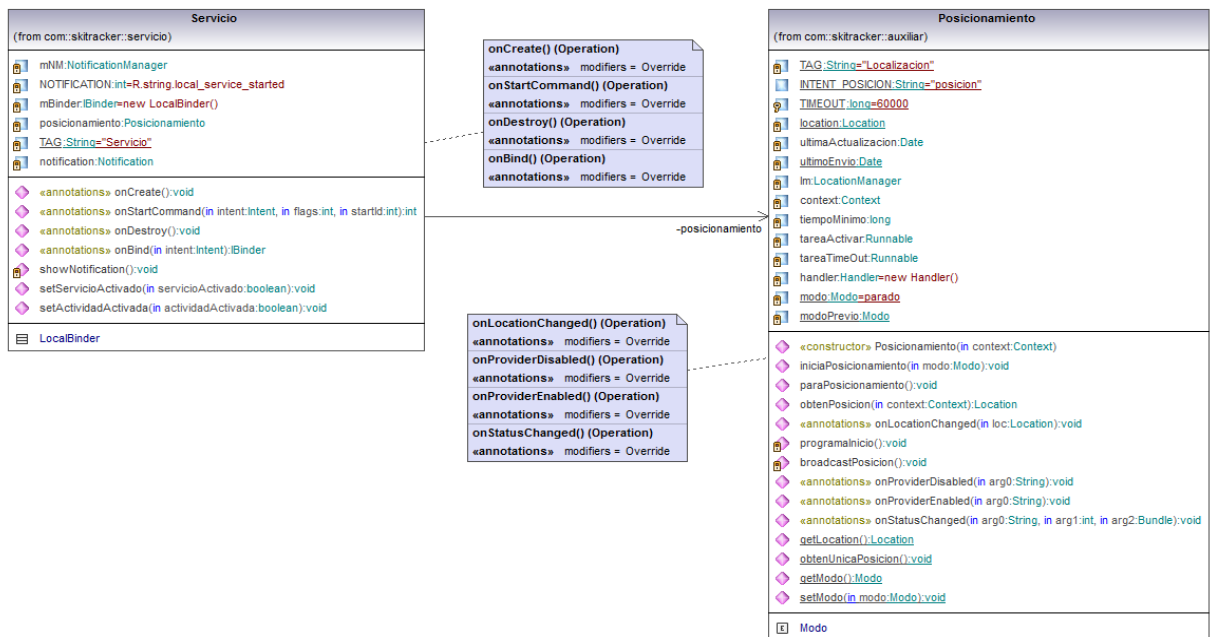 Servicio
(from com::skitracker::servicio)
mNM:NotificationManager
NOTIFICATION:int=R.string.local_service_started
mBinder:IBinder=new LocalBinder()
posicionamiento:Posicionamiento
TAG:String="Servicio"
notification:Notification
«annotations» onCreate():void
«annotations» onStartCommand(in intent:Intent, in flags:int, in startId:int):int
«annotations» onDestroy():void
«annotations» onBind(in intent:Intent):IBinder
showNotification():void
setServicioActivado(in servicioActivado:boolean):void
setActividadActivada(in actividadActivada:boolean):void
LocalBinder
onCreate() (Operation)
«annotations» modifiers = Override
onStartCommand() (Operation)
«annotations» modifiers = Override
onDestroy() (Operation)
«annotations» modifiers = Override
onBind() (Operation)
«annotations» modifiers = Override
-posicionamiento
onLocationChanged() (Operation)
«annotations» modifiers = Override
onProviderDisabled() (Operation)
«annotations» modifiers = Override
onProviderEnabled() (Operation)
«annotations» modifiers = Override
onStatusChanged() (Operation)
«annotations» modifiers = Override
Posicionamiento
(from com::skitracker::auxiliar)
TAG:String="Localizacion"
INTENT_POSICION:String="posicion"
TIMEOUT:long=60000
location:Location
ultimaActualizacion:Date
ultimoEnvio:Date
lm:LocationManager
context:Context
tiempoMinimo:long
tareaActivar:Runnable
tareaTimeOut:Runnable
handler:Handler=new Handler()
modo:Modo=parado
modoPrevio:Modo
«constructor» Posicionamiento(in context:Context)
iniciaPosicionamiento(in modo:Modo):void
paraPosicionamiento():void
obtenPosicion(in context:Context):Location
«annotations» onLocationChanged(in loc:Location):void
programaInicio():void
broadcastPosicion():void
«annotations» onProviderDisabled(in arg0:String):void
«annotations» onProviderEnabled(in arg0:String):void
«annotations» onStatusChanged(in arg0:String, in arg1:int, in arg2:Bundle):void
getLocation():Location
obtenUnicaPosicion():void
getModo():Modo
setModo(in modo:Modo):void
E Modo